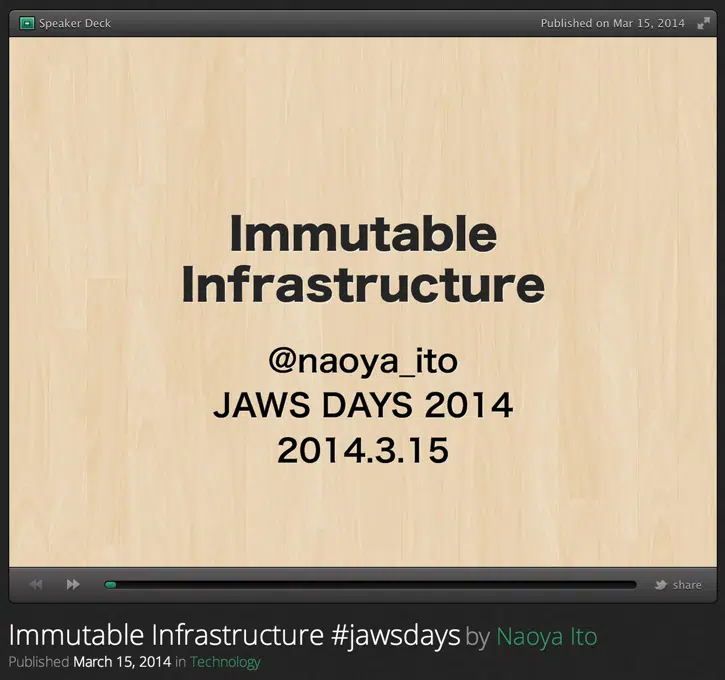 Speaker Deck
Published on Mar 15, 2014
Immutable
Infrastructure
@naoya_ito
JAWS DAYS 2014
2014.3.15
share
Immutable Infrastructure #jawsdays by Naoya Ito
Published March 15, 2014 in Technology